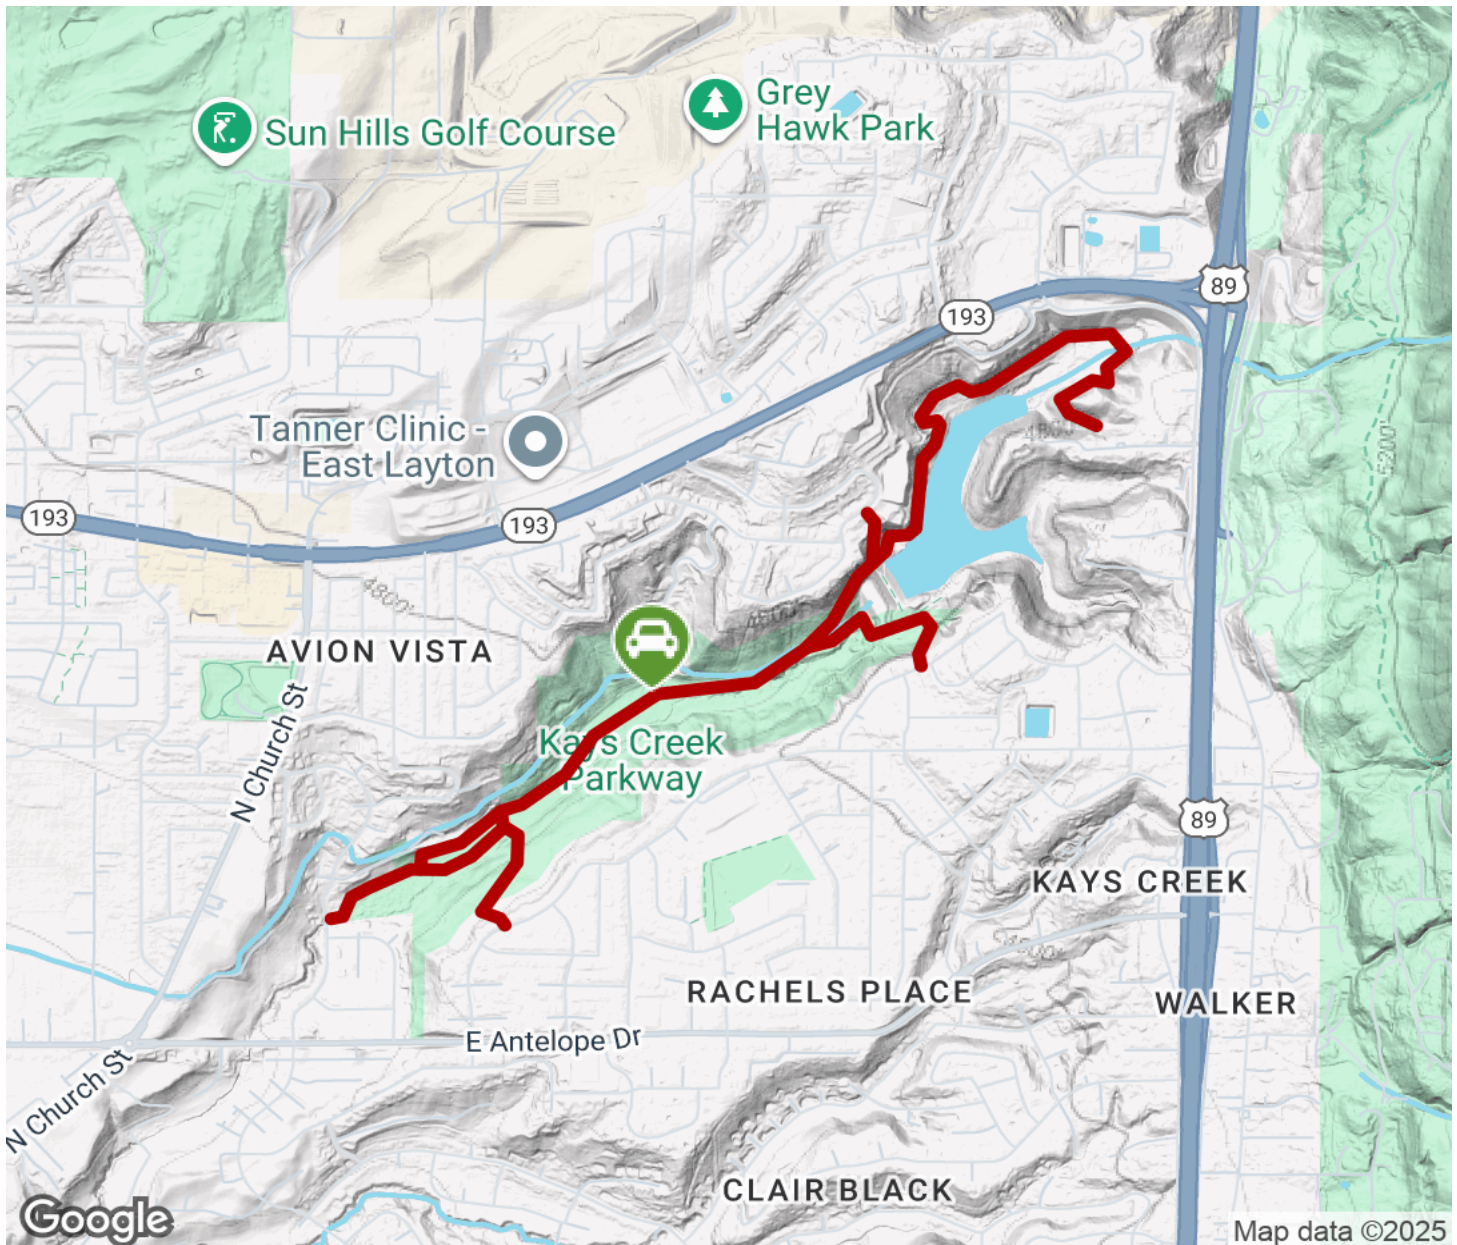 Grey
Hawk Park
Sun Hills Golf Course
89
193
Tanner Clinic -
East Layton
4800'
5200'
193
193
4800'
AVION VISTA
N Church St
Kays Creek
Parkway
89
KAYS CREEK
RACHELS PLACE
WALKER
E Antelope Dr
N Church St
CLAIR BLACK
Google
Map data ©2025